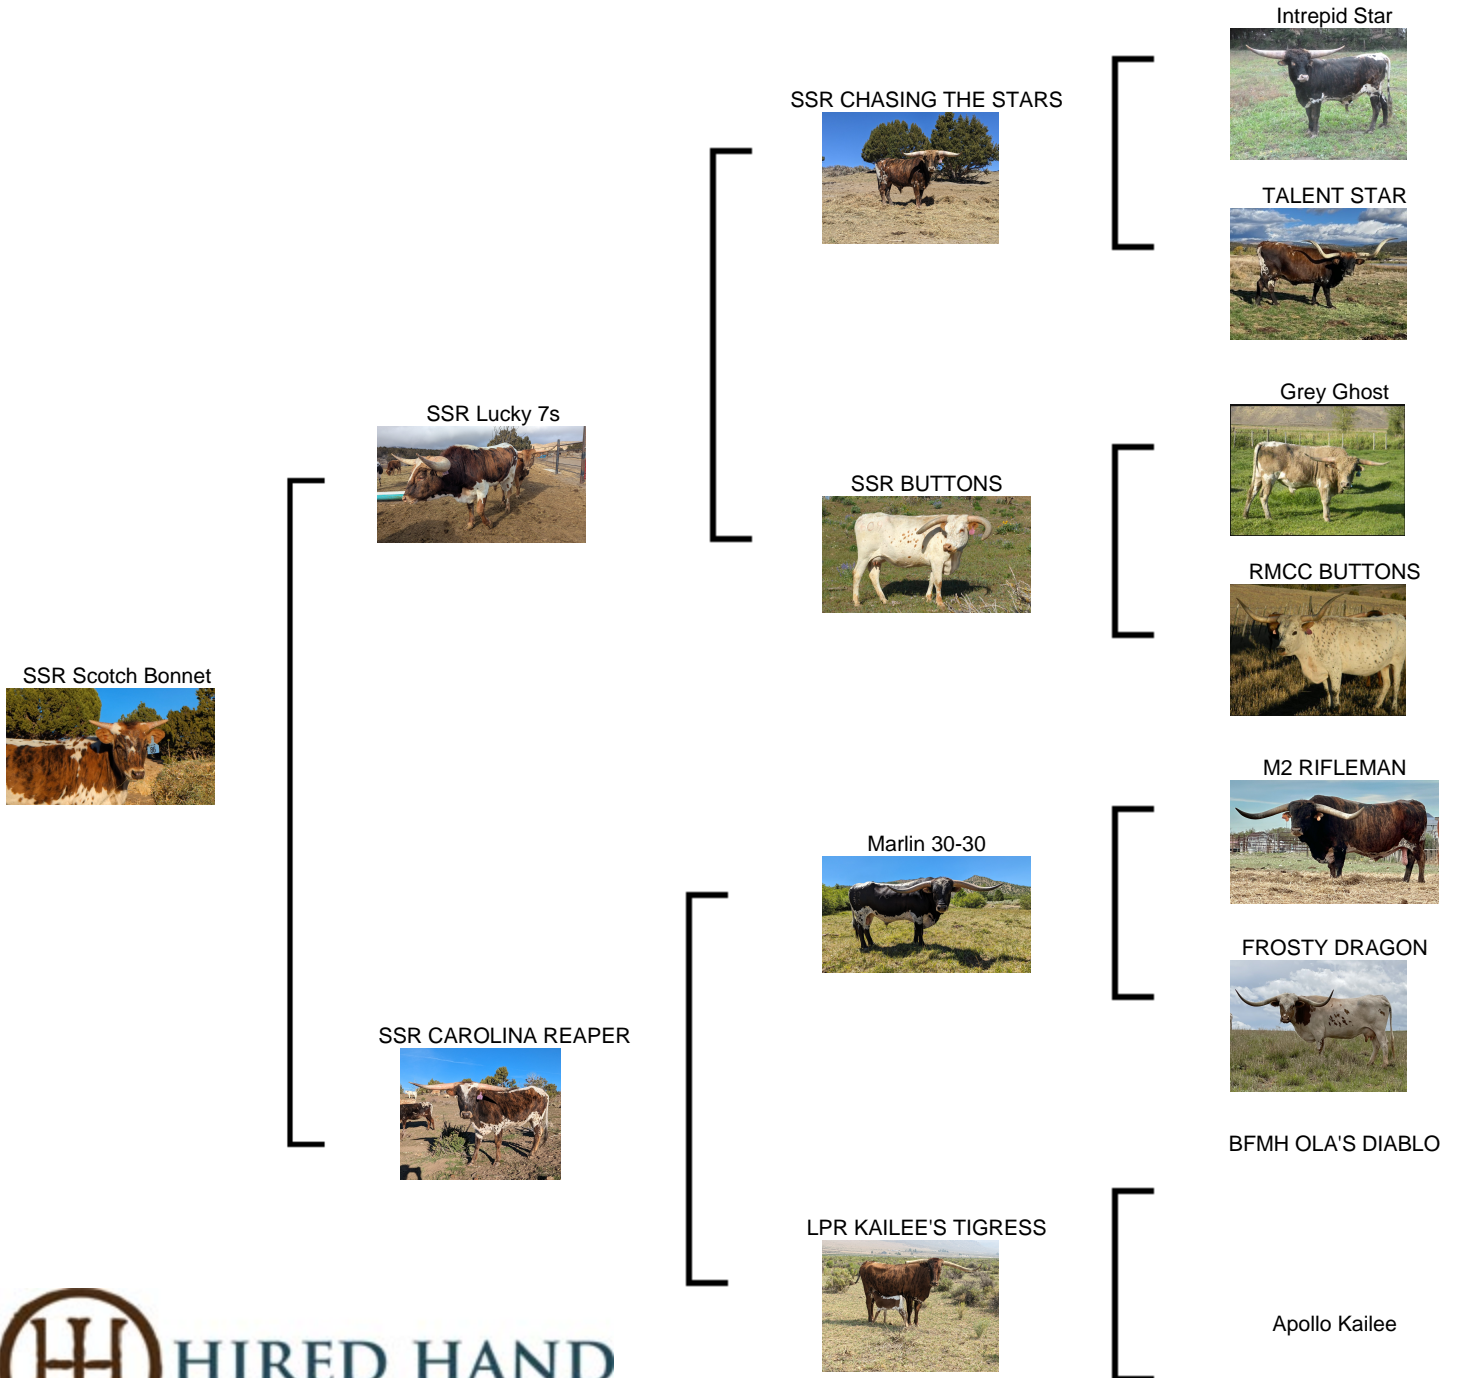 Intrepid Star
SSR CHASING THE STARS
TALENT STAR
Grey Ghost
SSR Lucky 7s
SSR BUTTONS
RMCC BUTTONS
SSR Scotch Bonnet
M2 RIFLEMAN
Marlin 30-30
FROSTY DRAGON
SSR CAROLINA REAPER
BFMH OLA'S DIABLO
LPR KAILEE'S TIGRESS
Apollo Kailee
HIRED HAND